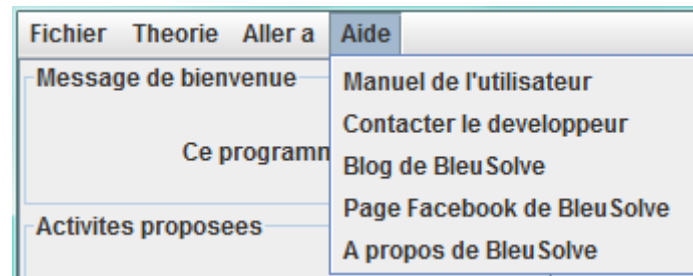 Fichier Theorie Aller a Aide
Message de bienvenue
Manuel de l'utilisateur
Contacter le developpeur
Ce programm
Blog de BleuSolve
Page Facebook de BleuSolve
Activites proposees
A propos de BleuSolve